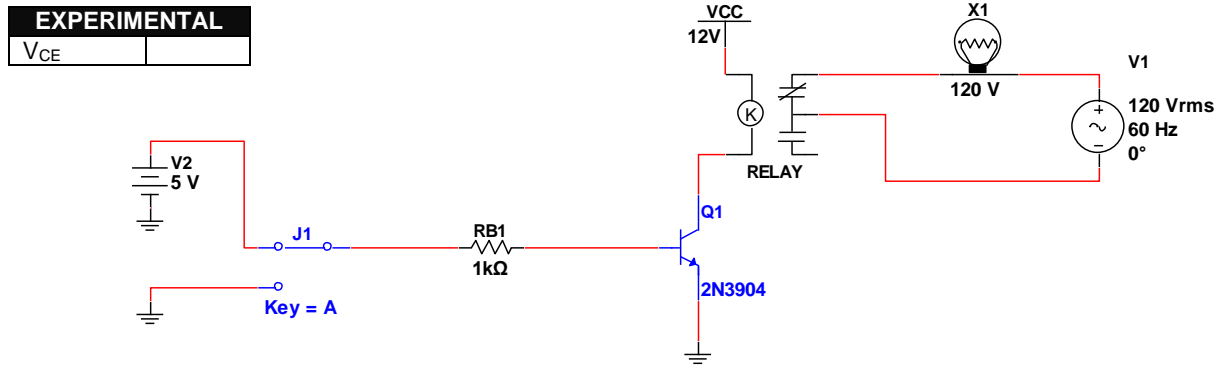 EXPERIMENTAL
VCE
VCC
12V
K
RELAY
X1
120 V
V1
120 Vrms
60 Hz
0°
V2
5 V
J1
Key = A
RB1
1kΩ
Q1
2N3904